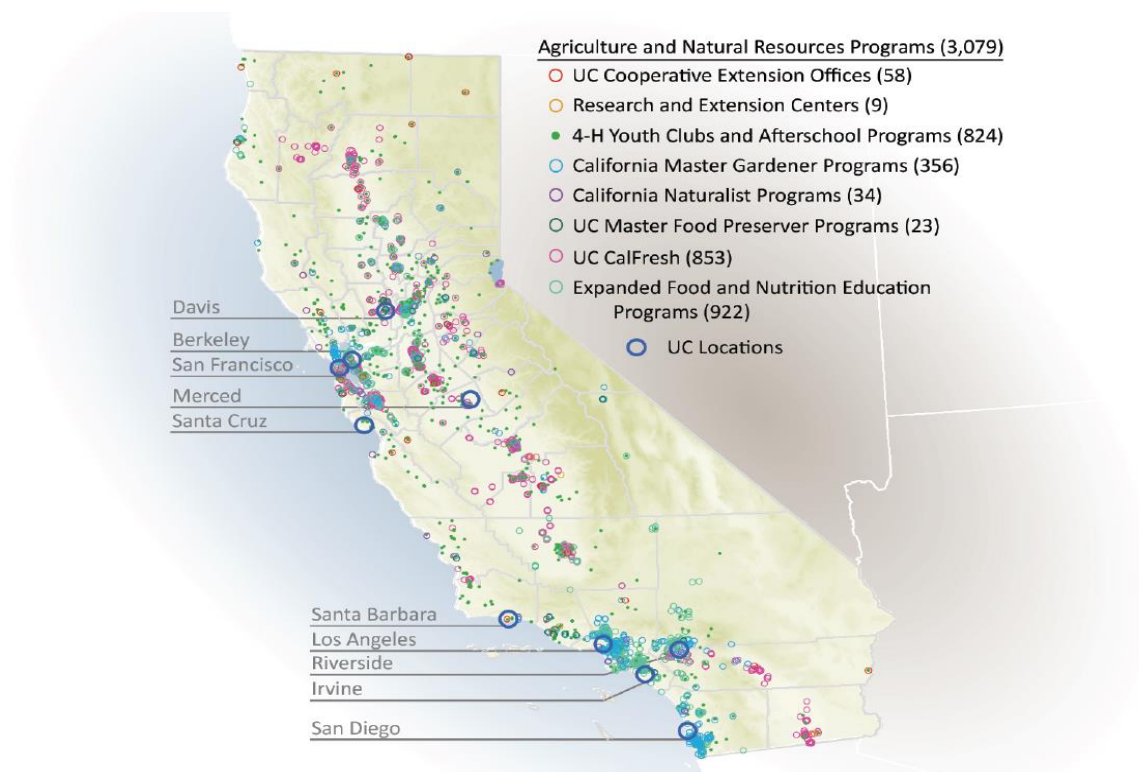 Agriculture and Natural Resources Programs (3,079)
UC Cooperative Extension Offices (58)
Research and Extension Centers (9)
4-H Youth Clubs and Afterschool Programs (824)
California Master Gardener Programs (356)
California Naturalist Programs (34)
UC Master Food Preserver Programs (23)
UC CalFresh (853)
Expanded Food and Nutrition Education
Programs (922)
UC Locations
Davis
Berkeley
San Francisco
Merced
Santa Cruz
Santa Barbara
Los Angeles
Riverside
Irvine
San Diego